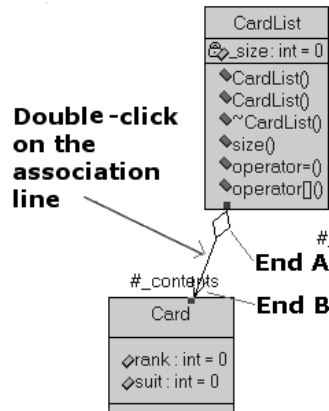 CardList
_size: int = 0
CardList()
CardList()
~CardList()
size()
operator=()
operator[]()
Double-click
on the
association
line
#_
End A
#_contents
End B
Card
rank : int = 0
suit : int = 0